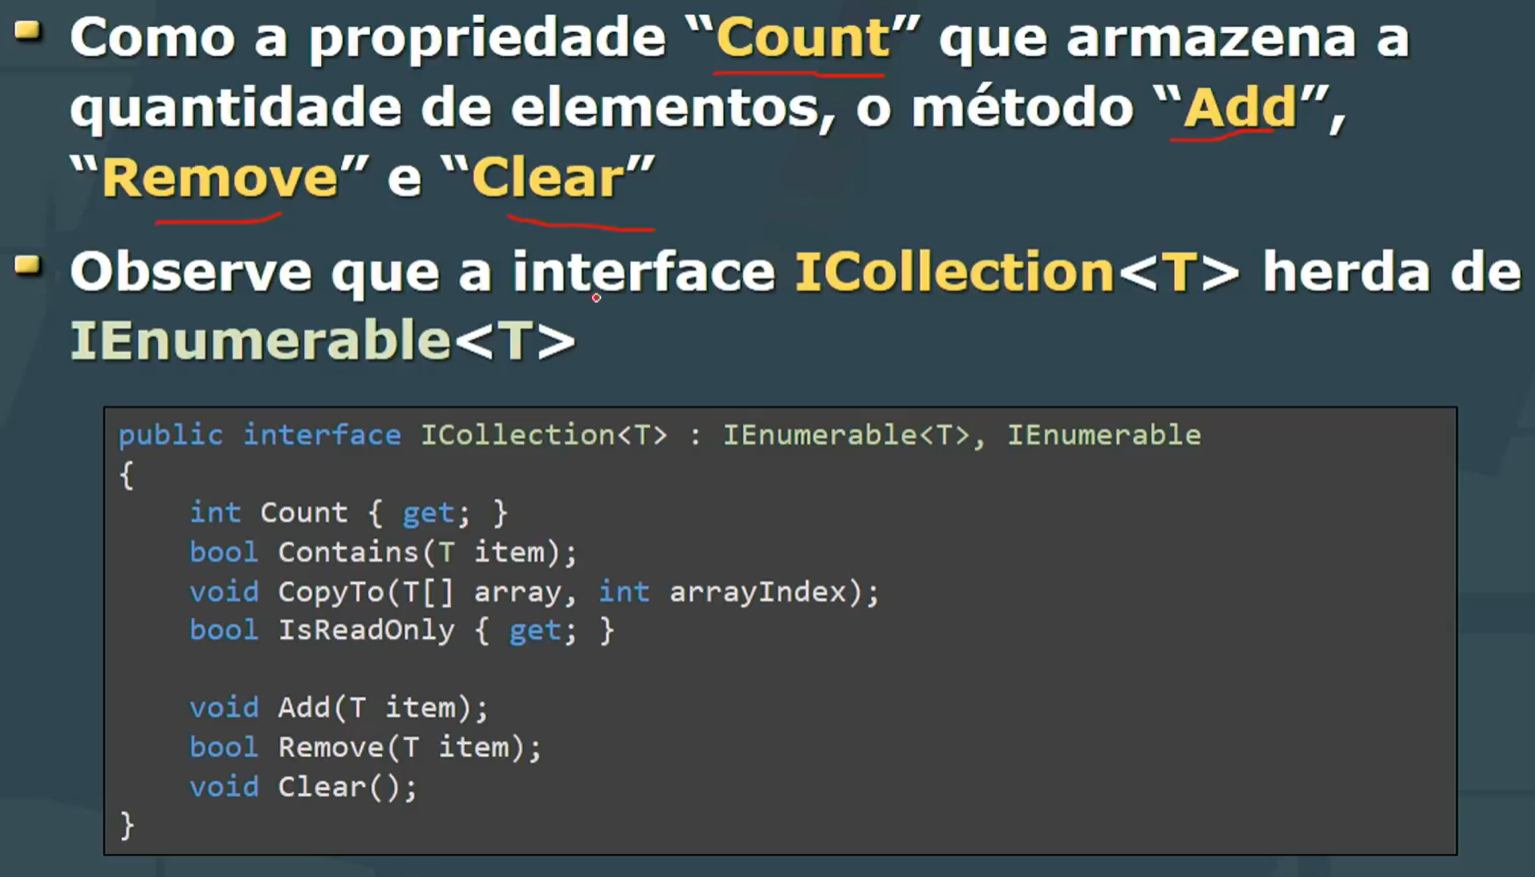 Como a propriedade “Count” que armazena a
quantidade de elementos, o método “Add”,
“Remove” e “Clear”
Observe que a interface ICollection<T> herda de
IEnumerable<T>
public interface ICollection<T> : IEnumerable<T>, IEnumerable
{
    int Count { get; }
    bool Contains(T item);
    void CopyTo(T[] array, int arrayIndex);
    bool IsReadOnly { get; }
    void Add(T item);
    bool Remove(T item);
    void Clear();
}